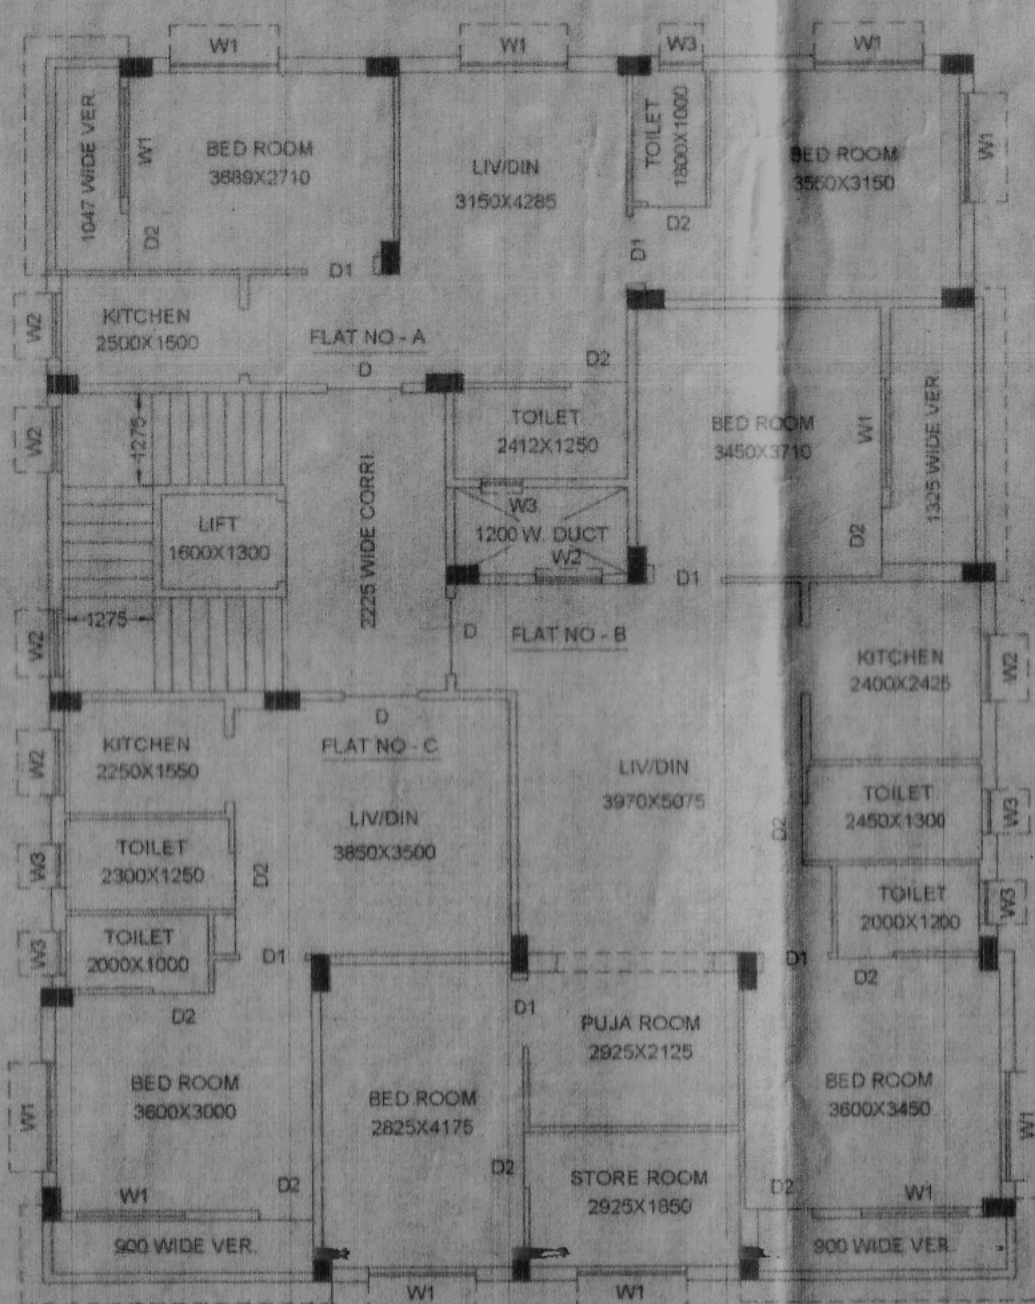 W1
W1
W3
W1
1047 WIDE VER.
W1
BED ROOM
3689X2710
LIV/DIN
3150X4285
TOILET
1800X1000
BED ROOM
3550X3150
W1
D2
D1
D1
D2
W2
KITCHEN
2500X1500
FLAT NO - A
D
D2
W2
1275
TOILET
2412X1250
BED ROOM
3450X3710
W1
1325 WIDE VER
LIFT
1600X1300
2225 WIDE CORRI.
W3
1200 W. DUCT
W2
D2
D1
W2
1275
D
FLAT NO - B
KITCHEN
2400X2425
W2
W2
KITCHEN
2250X1550
D
FLAT NO - C
LIV/DIN
3970X5075
LIV/DIN
3850X3500
D2
TOILET
2450X1300
W3
W3
TOILET
2300X1250
D2
TOILET
2000X1200
W3
W3
TOILET
2000X1000
D1
D1
D2
D2
D1
PUJA ROOM
2925X2125
W1
BED ROOM
3600X3000
BED ROOM
2825X4175
BED ROOM
3600X3450
W1
D2
W1
D2
STORE ROOM
2925X1850
D2
W1
900 WIDE VER.
900 WIDE VER.
W1
W1